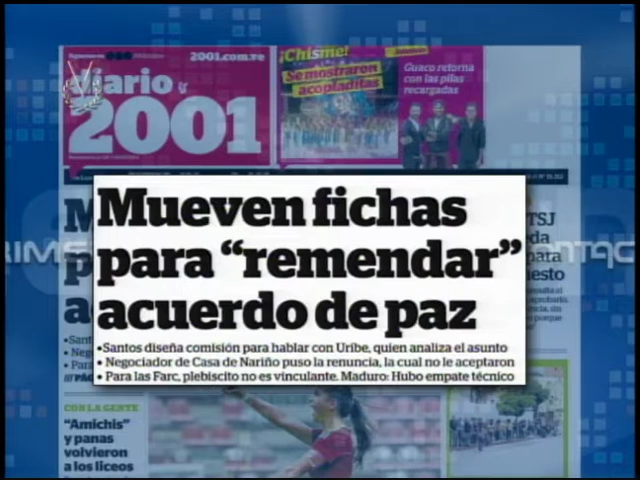 2001.com.ve
Diario
2001
¡Chisme!
Se mostraron
acopladitas
Guaco retorna
con las pilas
recargadas
Mueven fichas
para “remendar”
acuerdo de paz
•Santos diseña comisión para hablar con Uribe, quien analiza el asunto
•Negociador de Casa de Nariño puso la renuncia, la cual no le aceptaron
•Para las Farc, plebiscito no es vinculante. Maduro: Hubo empate técnico
TSJ
CON LA GENTE
“Amichis”
y panas
volvieron
a los liceos